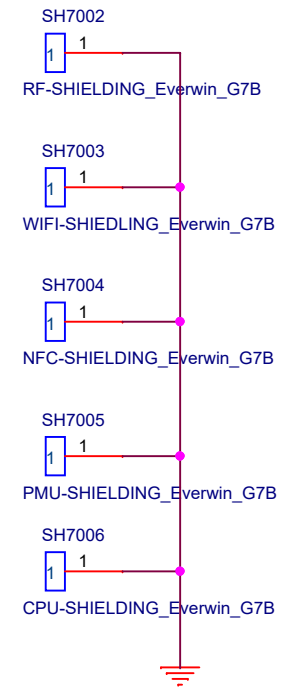 SH7002
1 1
RF-SHIELDING_Everwin_G7B
SH7003
1 1
WIFI-SHIEDLING_Everwin_G7B
SH7004
1 1
NFC-SHIELDING_Everwin_G7B
SH7005
1 1
PMU-SHIELDING_Everwin_G7B
SH7006
1 1
CPU-SHIELDING_Everwin_G7B